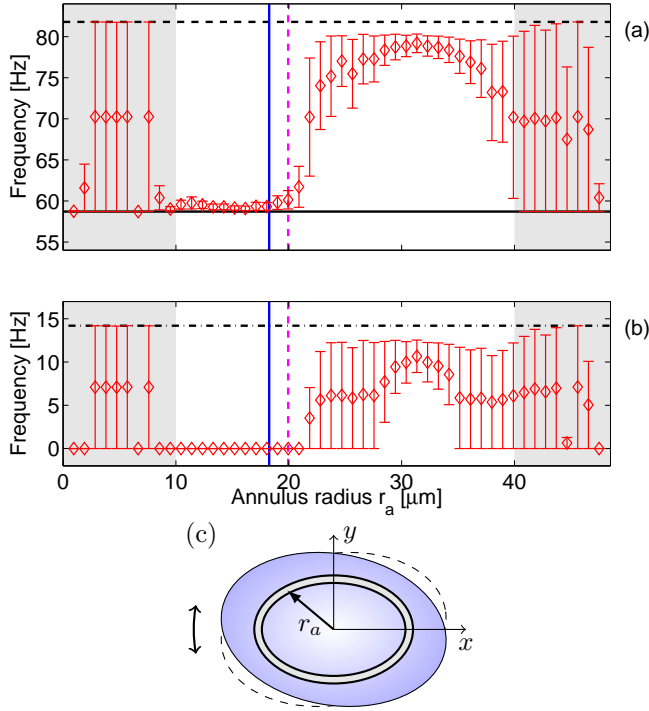 (a)
Frequency [Hz]
80
75
70
65
60
55
(b)
Frequency [Hz]
15
10
5
0
0 10 20 30 40
Annulus radius r_a [μm]
(c)
y
r_a
x